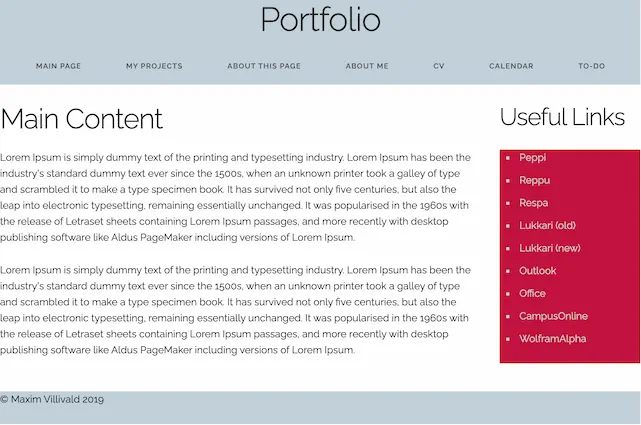 Portfolio
MAIN PAGE MY PROJECTS ABOUT THIS PAGE ABOUT ME CV CALENDAR TO-DO
Main Content
Lorem Ipsum is simply dummy text of the printing and typesetting industry. Lorem Ipsum has been the
industry's standard dummy text ever since the 1500s, when an unknown printer took a galley of type
and scrambled it to make a type specimen book. It has survived not only five centuries, but also the
leap into electronic typesetting, remaining essentially unchanged. It was popularised in the 1960s with
the release of Letraset sheets containing Lorem Ipsum passages, and more recently with desktop
publishing software like Aldus PageMaker including versions of Lorem Ipsum.
Lorem Ipsum is simply dummy text of the printing and typesetting industry. Lorem Ipsum has been the
industry's standard dummy text ever since the 1500s, when an unknown printer took a galley of type
and scrambled it to make a type specimen book. It has survived not only five centuries, but also the
leap into electronic typesetting, remaining essentially unchanged. It was popularised in the 1960s with
the release of Letraset sheets containing Lorem Ipsum passages, and more recently with desktop
publishing software like Aldus PageMaker including versions of Lorem Ipsum.
Useful Links
Peppi
Reppu
Respa
Lukkari (old)
Lukkari (new)
Outlook
Office
CampusOnline
WolframAlpha
© Maxim Villivald 2019